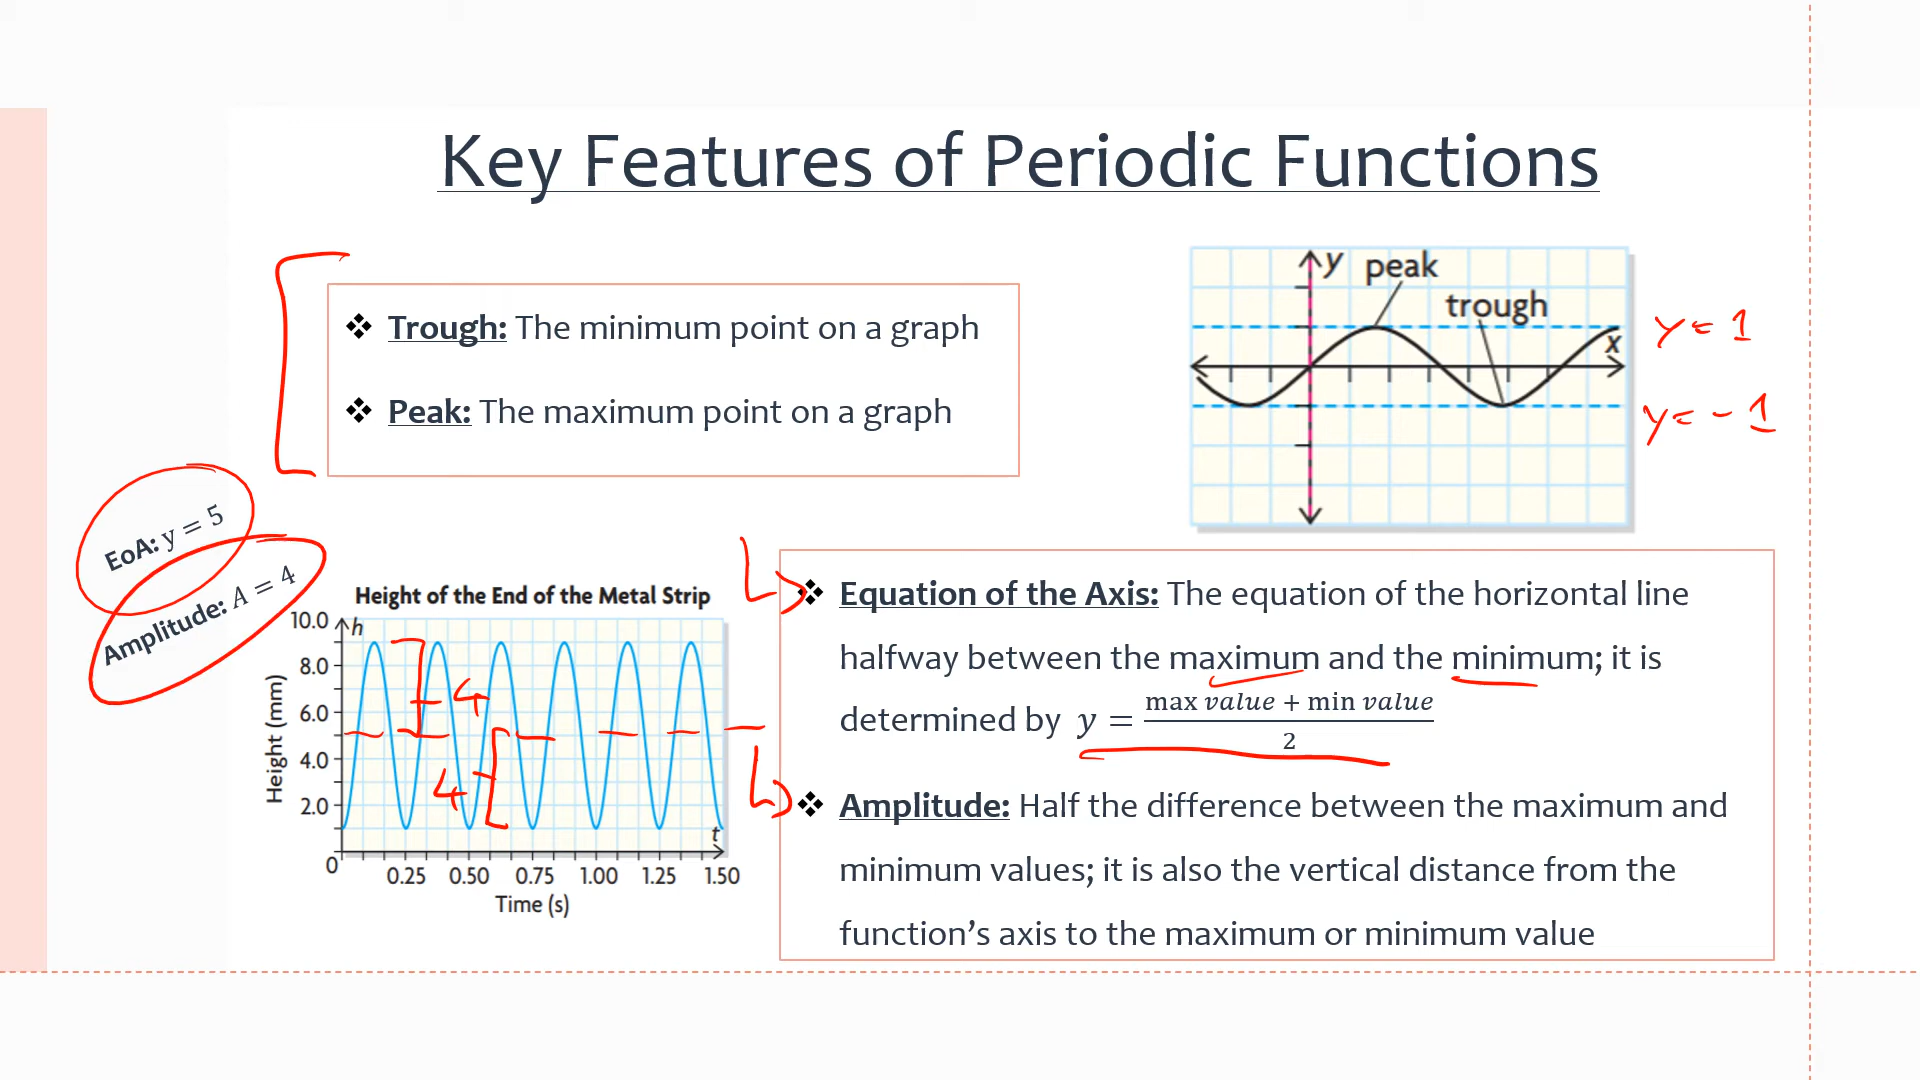 Key Features of Periodic Functions
❖ Trough: The minimum point on a graph
❖ Peak: The maximum point on a graph
y
peak
trough
x
y = 1
y = - 1
EoA: y = 5
Amplitude: A = 4
Height of the End of the Metal Strip
h
Height (mm)
10.0
8.0
6.0
4.0
2.0
0
4
4
t
0.25 0.50 0.75 1.00 1.25 1.50
Time (s)
❖ Equation of the Axis: The equation of the horizontal line
halfway between the maximum and the minimum; it is
determined by y = (max value + min value)/2
❖ Amplitude: Half the difference between the maximum and
minimum values; it is also the vertical distance from the
function’s axis to the maximum or minimum value